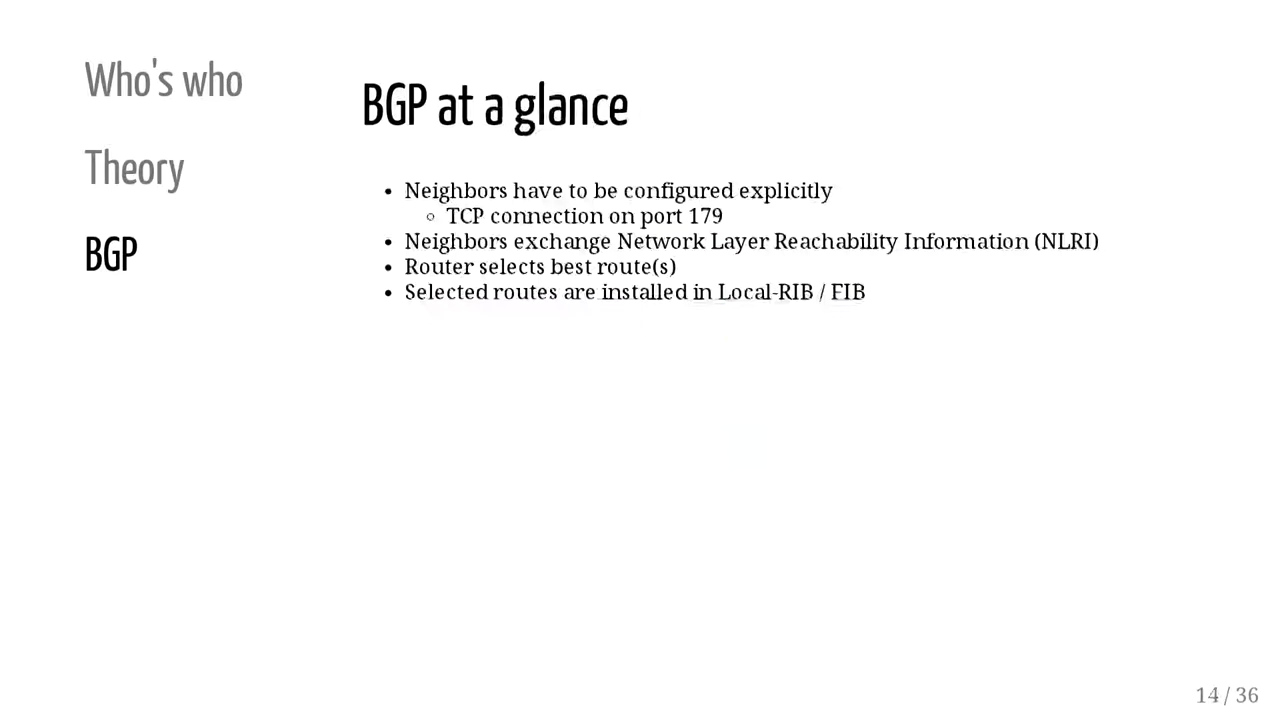 Who's who
Theory
BGP
BGP at a glance
• Neighbors have to be configured explicitly
◦ TCP connection on port 179
• Neighbors exchange Network Layer Reachability Information (NLRI)
• Router selects best route(s)
• Selected routes are installed in Local-RIB / FIB
14 / 36